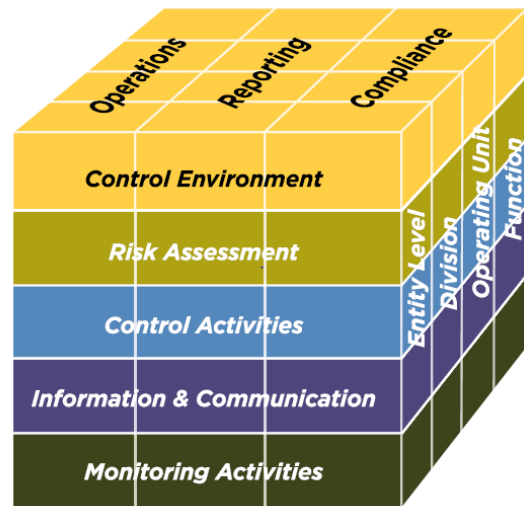 Operations
Reporting
Compliance
Control Environment
Risk Assessment
Control Activities
Information & Communication
Monitoring Activities
Entity Level
Division
Operating Unit
Function